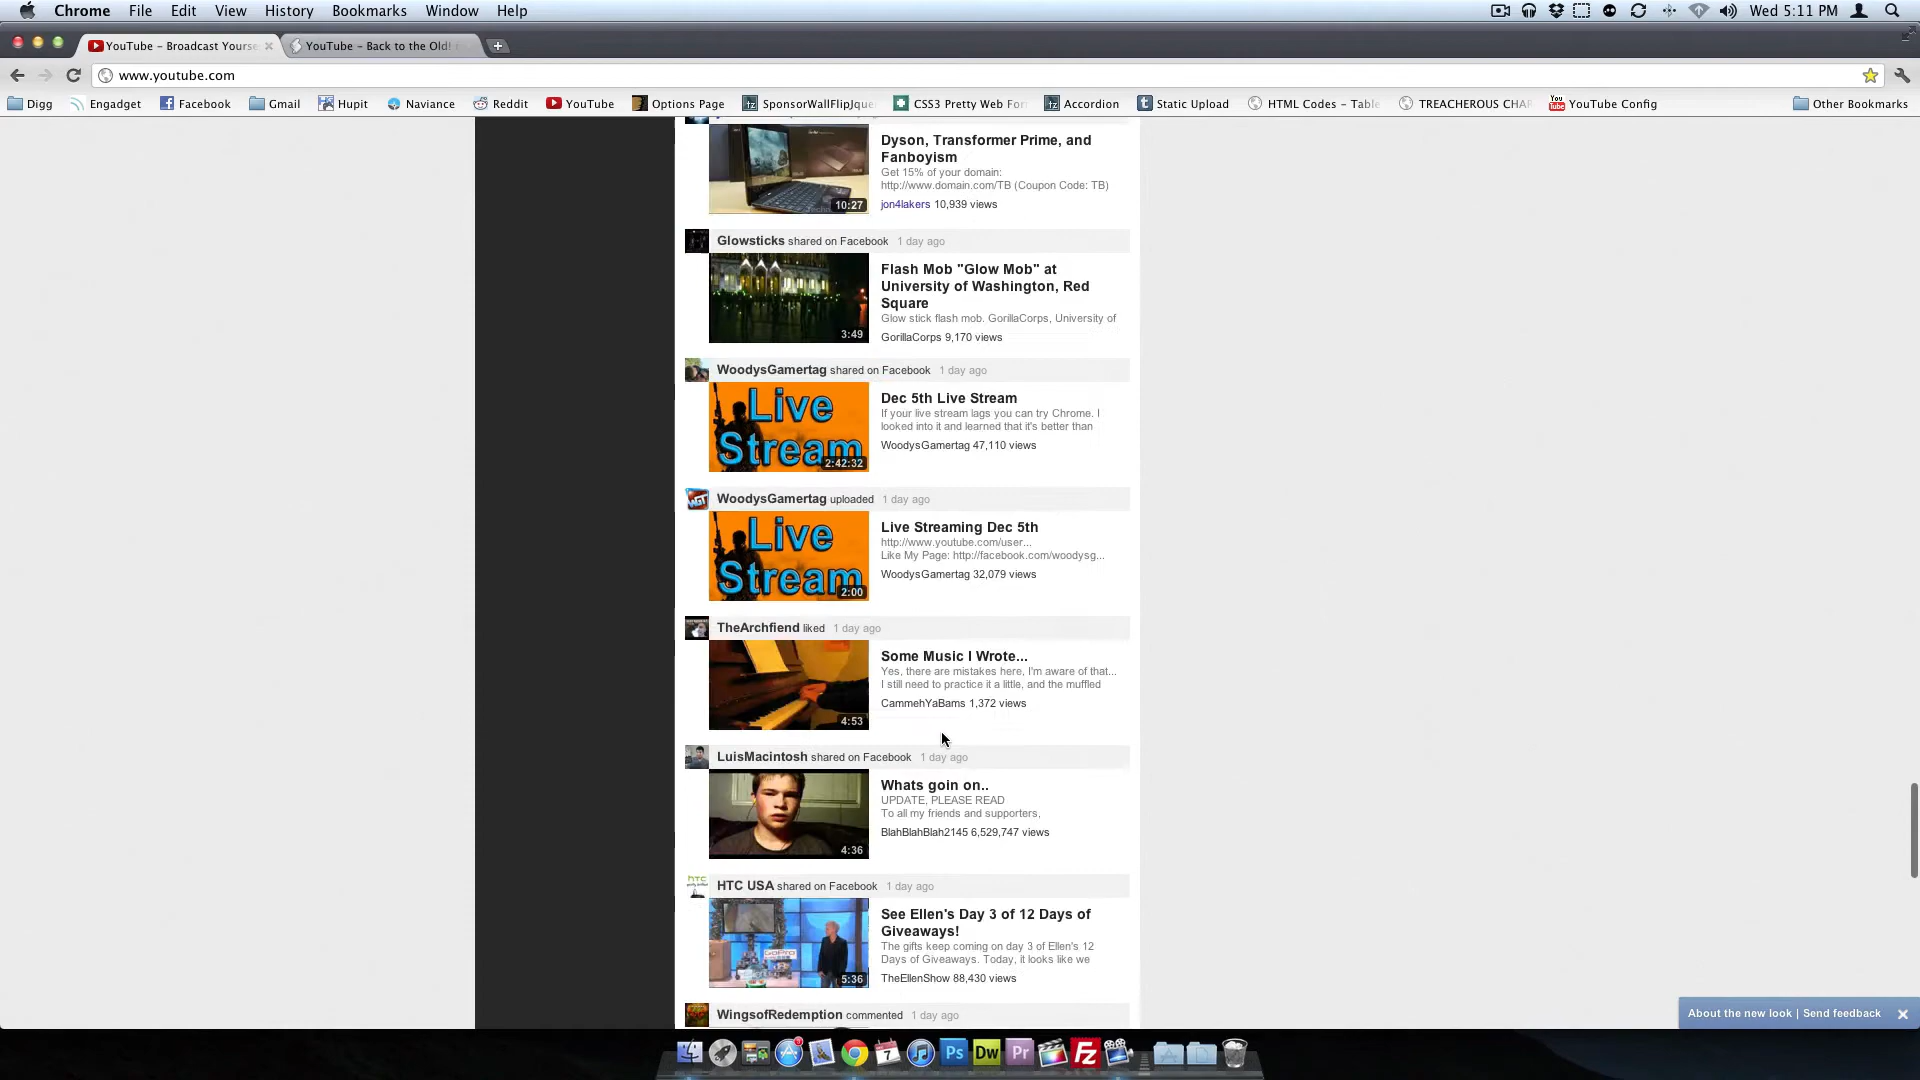 Chrome File Edit View History Bookmarks Window Help Wed 5:11 PM
YouTube – Broadcast Yourse YouTube – Back to the Old!
www.youtube.com
Digg Engadget Facebook Gmail Hupit Naviance Reddit YouTube Options Page SponsorWallFlipJque CSS3 Pretty Web For Accordion Static Upload HTML Codes – Table TREACHEROUS CHA YouTube Config Other Bookmarks
Dyson, Transformer Prime, and
Fanboyism
Get 15% of your domain:
http://www.domain.com/TB (Coupon Code: TB)
jon4lakers 10,939 views
10:27
Glowsticks shared on Facebook 1 day ago
Flash Mob "Glow Mob" at
University of Washington, Red
Square
Glow stick flash mob. GorillaCorps, University of
GorillaCorps 9,170 views
3:49
WoodysGamertag shared on Facebook 1 day ago
Live
Stream
2:42:32
Dec 5th Live Stream
If your live stream lags you can try Chrome. I
looked into it and learned that it's better than
WoodysGamertag 47,110 views
WoodysGamertag uploaded 1 day ago
Live
Stream
2:00
Live Streaming Dec 5th
http://www.youtube.com/user...
Like My Page: http://facebook.com/woodysg...
WoodysGamertag 32,079 views
TheArchfiend liked 1 day ago
Some Music I Wrote...
Yes, there are mistakes here, I'm aware of that...
I still need to practice it a little, and the muffled
CammehYaBams 1,372 views
4:53
LuisMacintosh shared on Facebook 1 day ago
Whats goin on..
UPDATE, PLEASE READ
To all my friends and supporters,
BlahBlahBlah2145 6,529,747 views
4:36
htc
HTC USA shared on Facebook 1 day ago
See Ellen's Day 3 of 12 Days of
Giveaways!
The gifts keep coming on day 3 of Ellen's 12
Days of Giveaways. Today, it looks like we
TheEllenShow 88,430 views
GoPro
5:36
WingsofRedemption commented 1 day ago
About the new look | Send feedback
7 Ps Dw Pr Fz